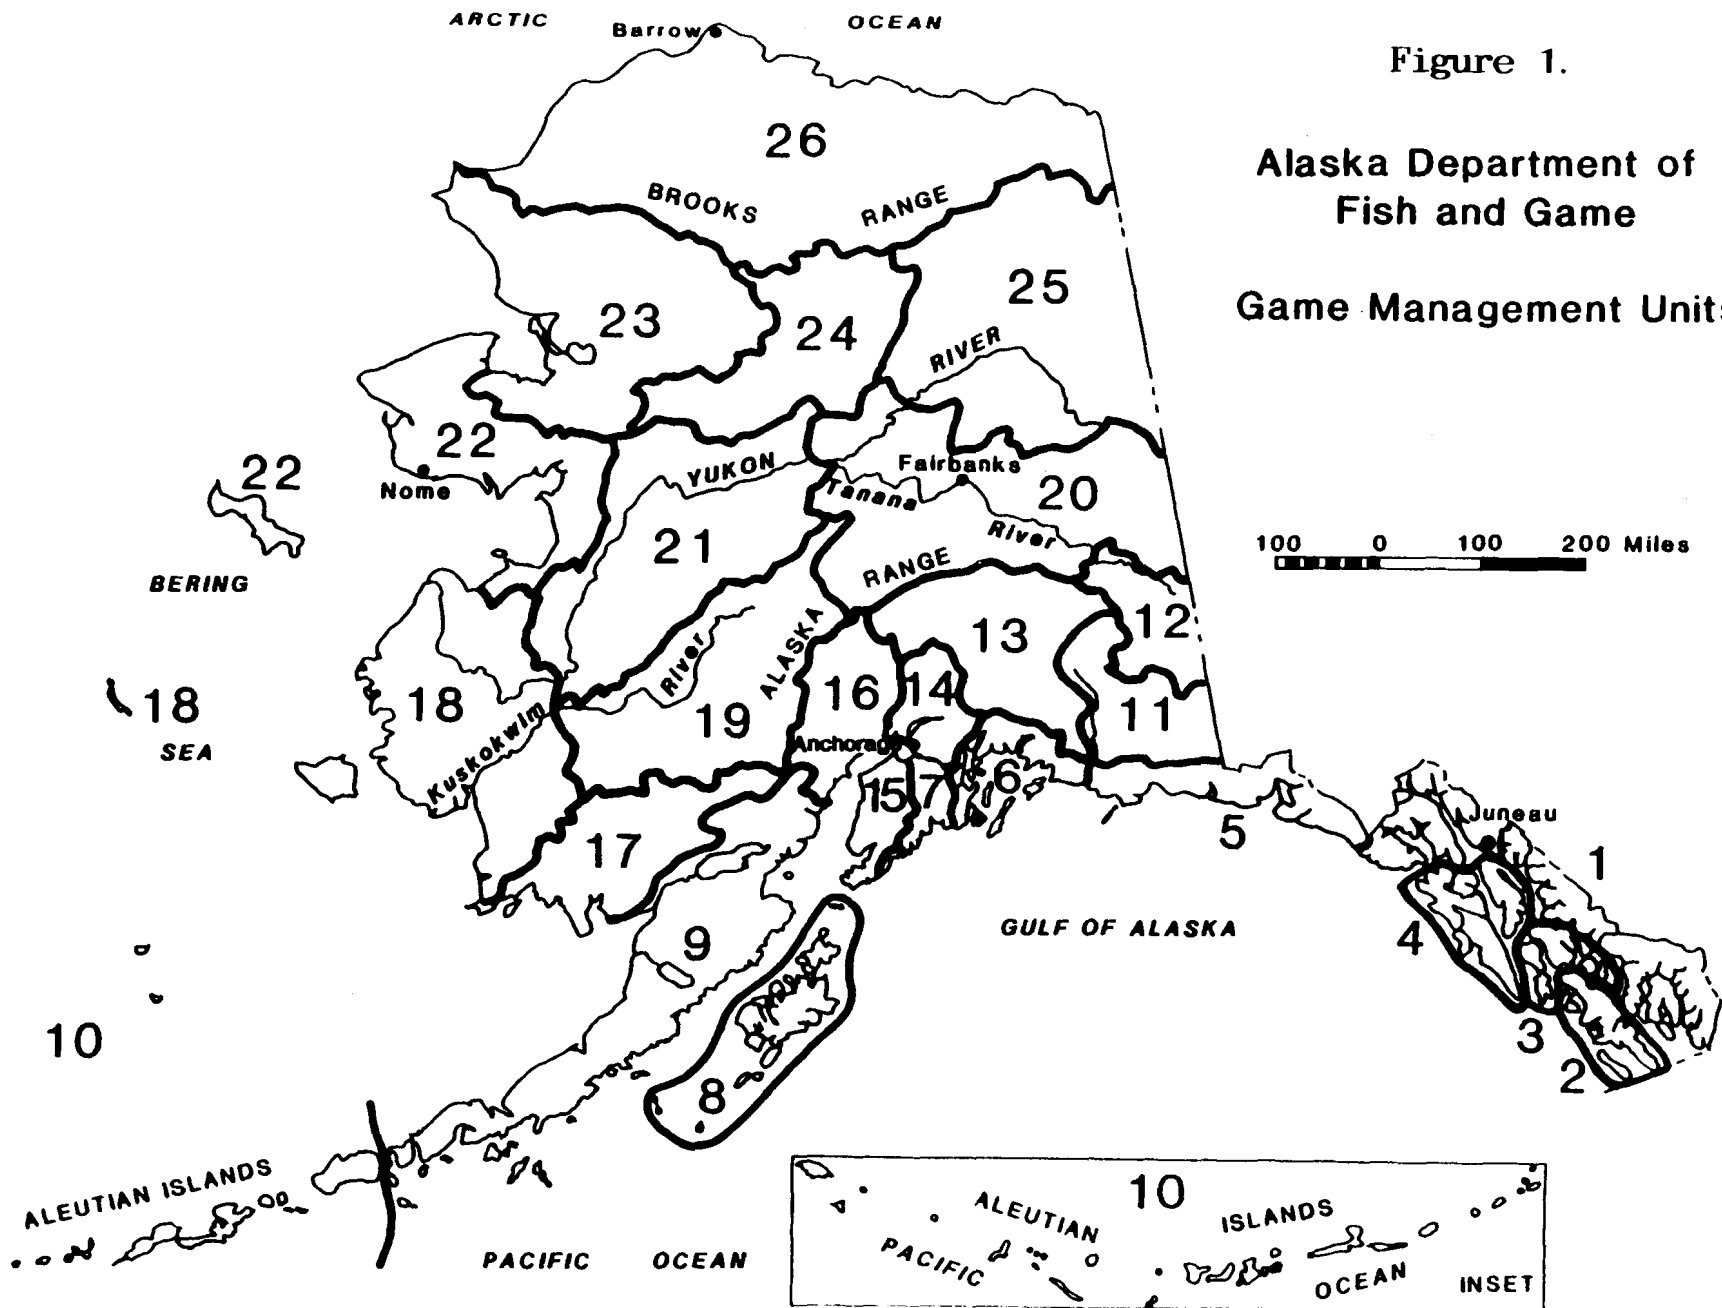 ARCTIC OCEAN
Barrow
Figure 1.
Alaska Department of
Fish and Game
Game Management Units
26
BROOKS RANGE
25
23
24
RIVER
22
22
Nome
YUKON
Fairbanks
20
Tanana River
21
100 0 100 200 Miles
BERING
SEA
RANGE
ALASKA
12
13
18
18
River
Kuskokwim
19
16
14
11
Anchorage
15
7
6
5
Juneau
1
17
9
4
GULF OF ALASKA
10
3
2
8
ALEUTIAN ISLANDS
PACIFIC OCEAN
10
ALEUTIAN ISLANDS
PACIFIC OCEAN
INSET